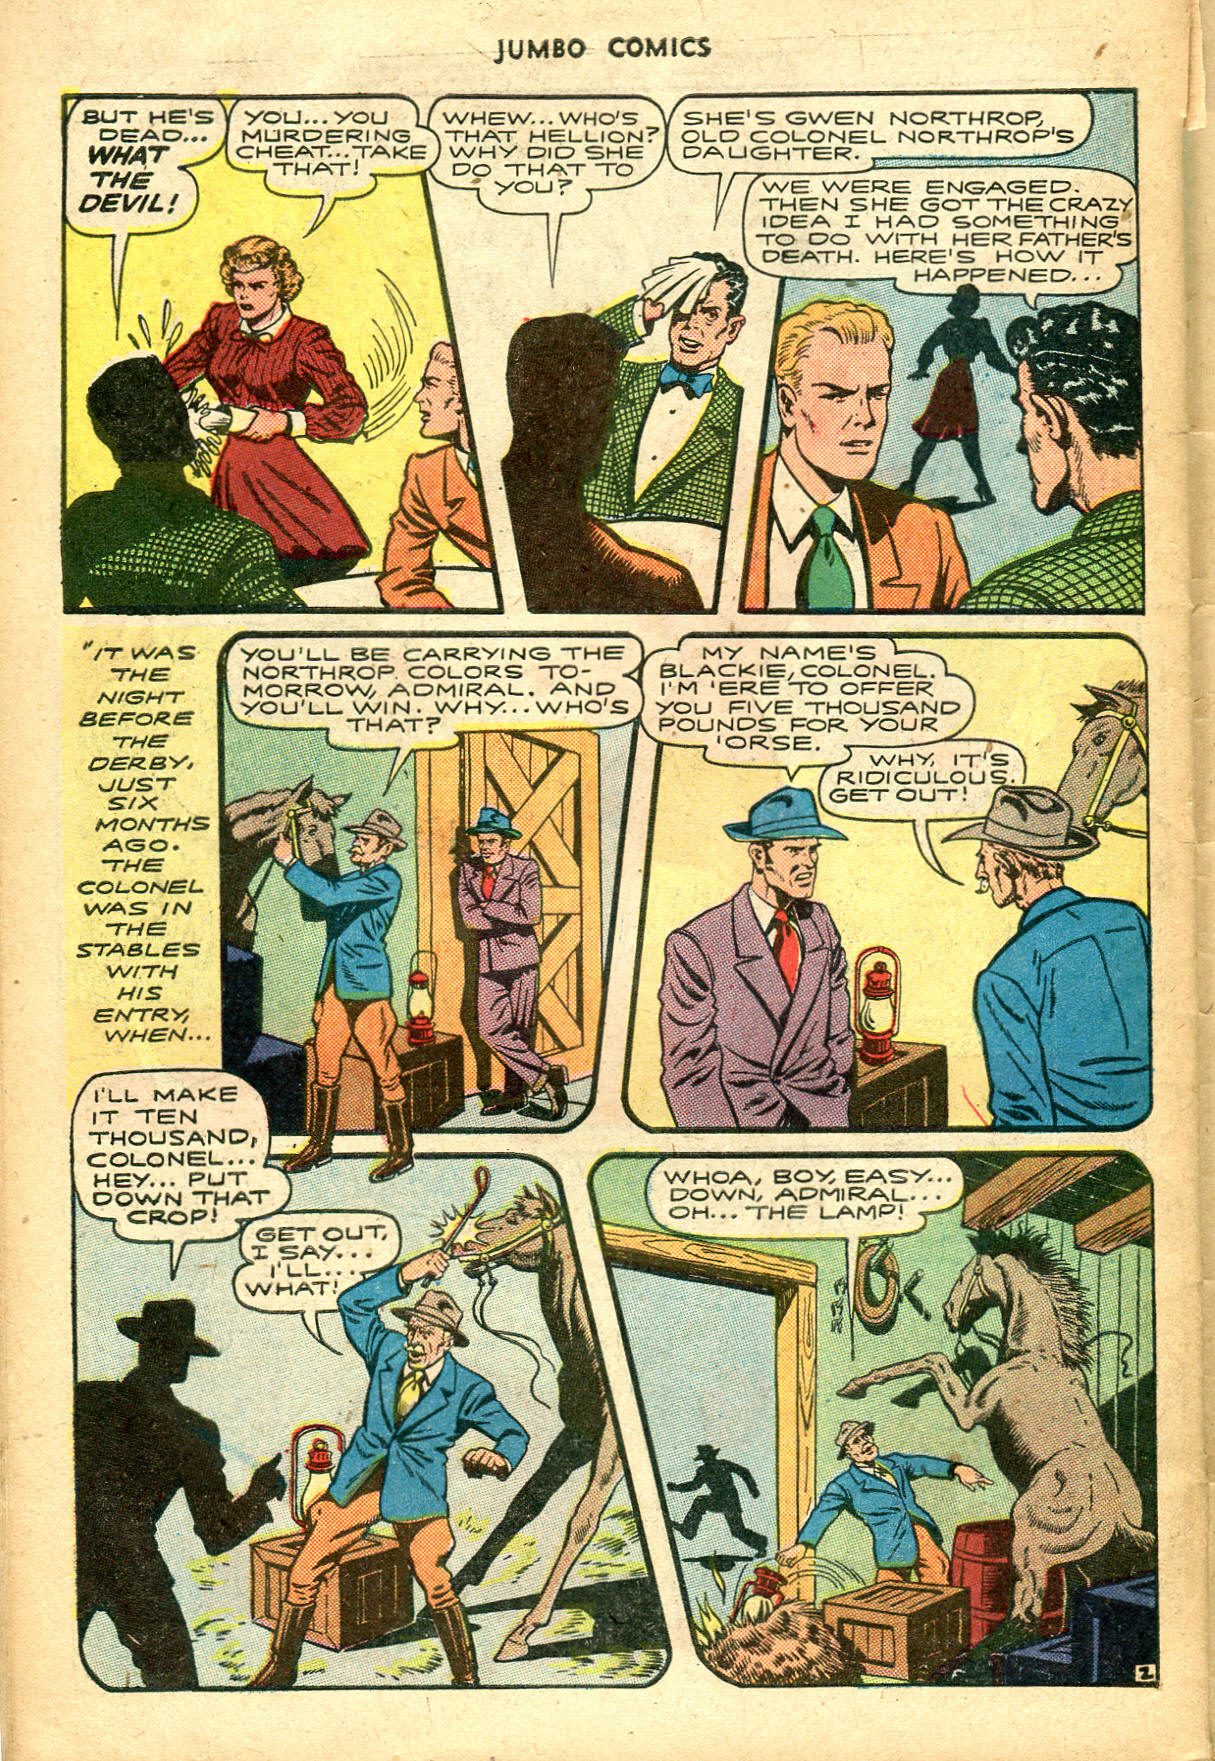 JUMBO COMICS
BUT HE'S
DEAD...
WHAT
THE
DEVIL!
YOU...YOU
MURDERING
CHEAT...TAKE
THAT!
WHEW...WHO'S
THAT HELLION?
WHY DID SHE
DO THAT TO
YOU?
SHE'S GWEN NORTHROP,
OLD COLONEL NORTHROP'S
DAUGHTER.
WE WERE ENGAGED.
THEN SHE GOT THE CRAZY
IDEA I HAD SOMETHING
TO DO WITH HER FATHER'S
DEATH. HERE'S HOW IT
HAPPENED...
"IT WAS
THE
NIGHT
BEFORE
THE
DERBY,
JUST
SIX
MONTHS
AGO.
THE
COLONEL
WAS IN
THE
STABLES
WITH
HIS
ENTRY,
WHEN...
YOU'LL BE CARRYING THE
NORTHROP COLORS TO-
MORROW, ADMIRAL. AND
YOU'LL WIN. WHY...WHO'S
THAT?
MY NAME'S
BLACKIE, COLONEL.
I'M 'ERE TO OFFER
YOU FIVE THOUSAND
POUNDS FOR YOUR
'ORSE.
WHY, IT'S
RIDICULOUS.
GET OUT!
I'LL MAKE
IT TEN
THOUSAND,
COLONEL...
HEY... PUT
DOWN THAT
CROP!
GET OUT,
I SAY...
I'LL...
WHAT!
WHOA, BOY, EASY...
DOWN, ADMIRAL...
OH... THE LAMP!
2